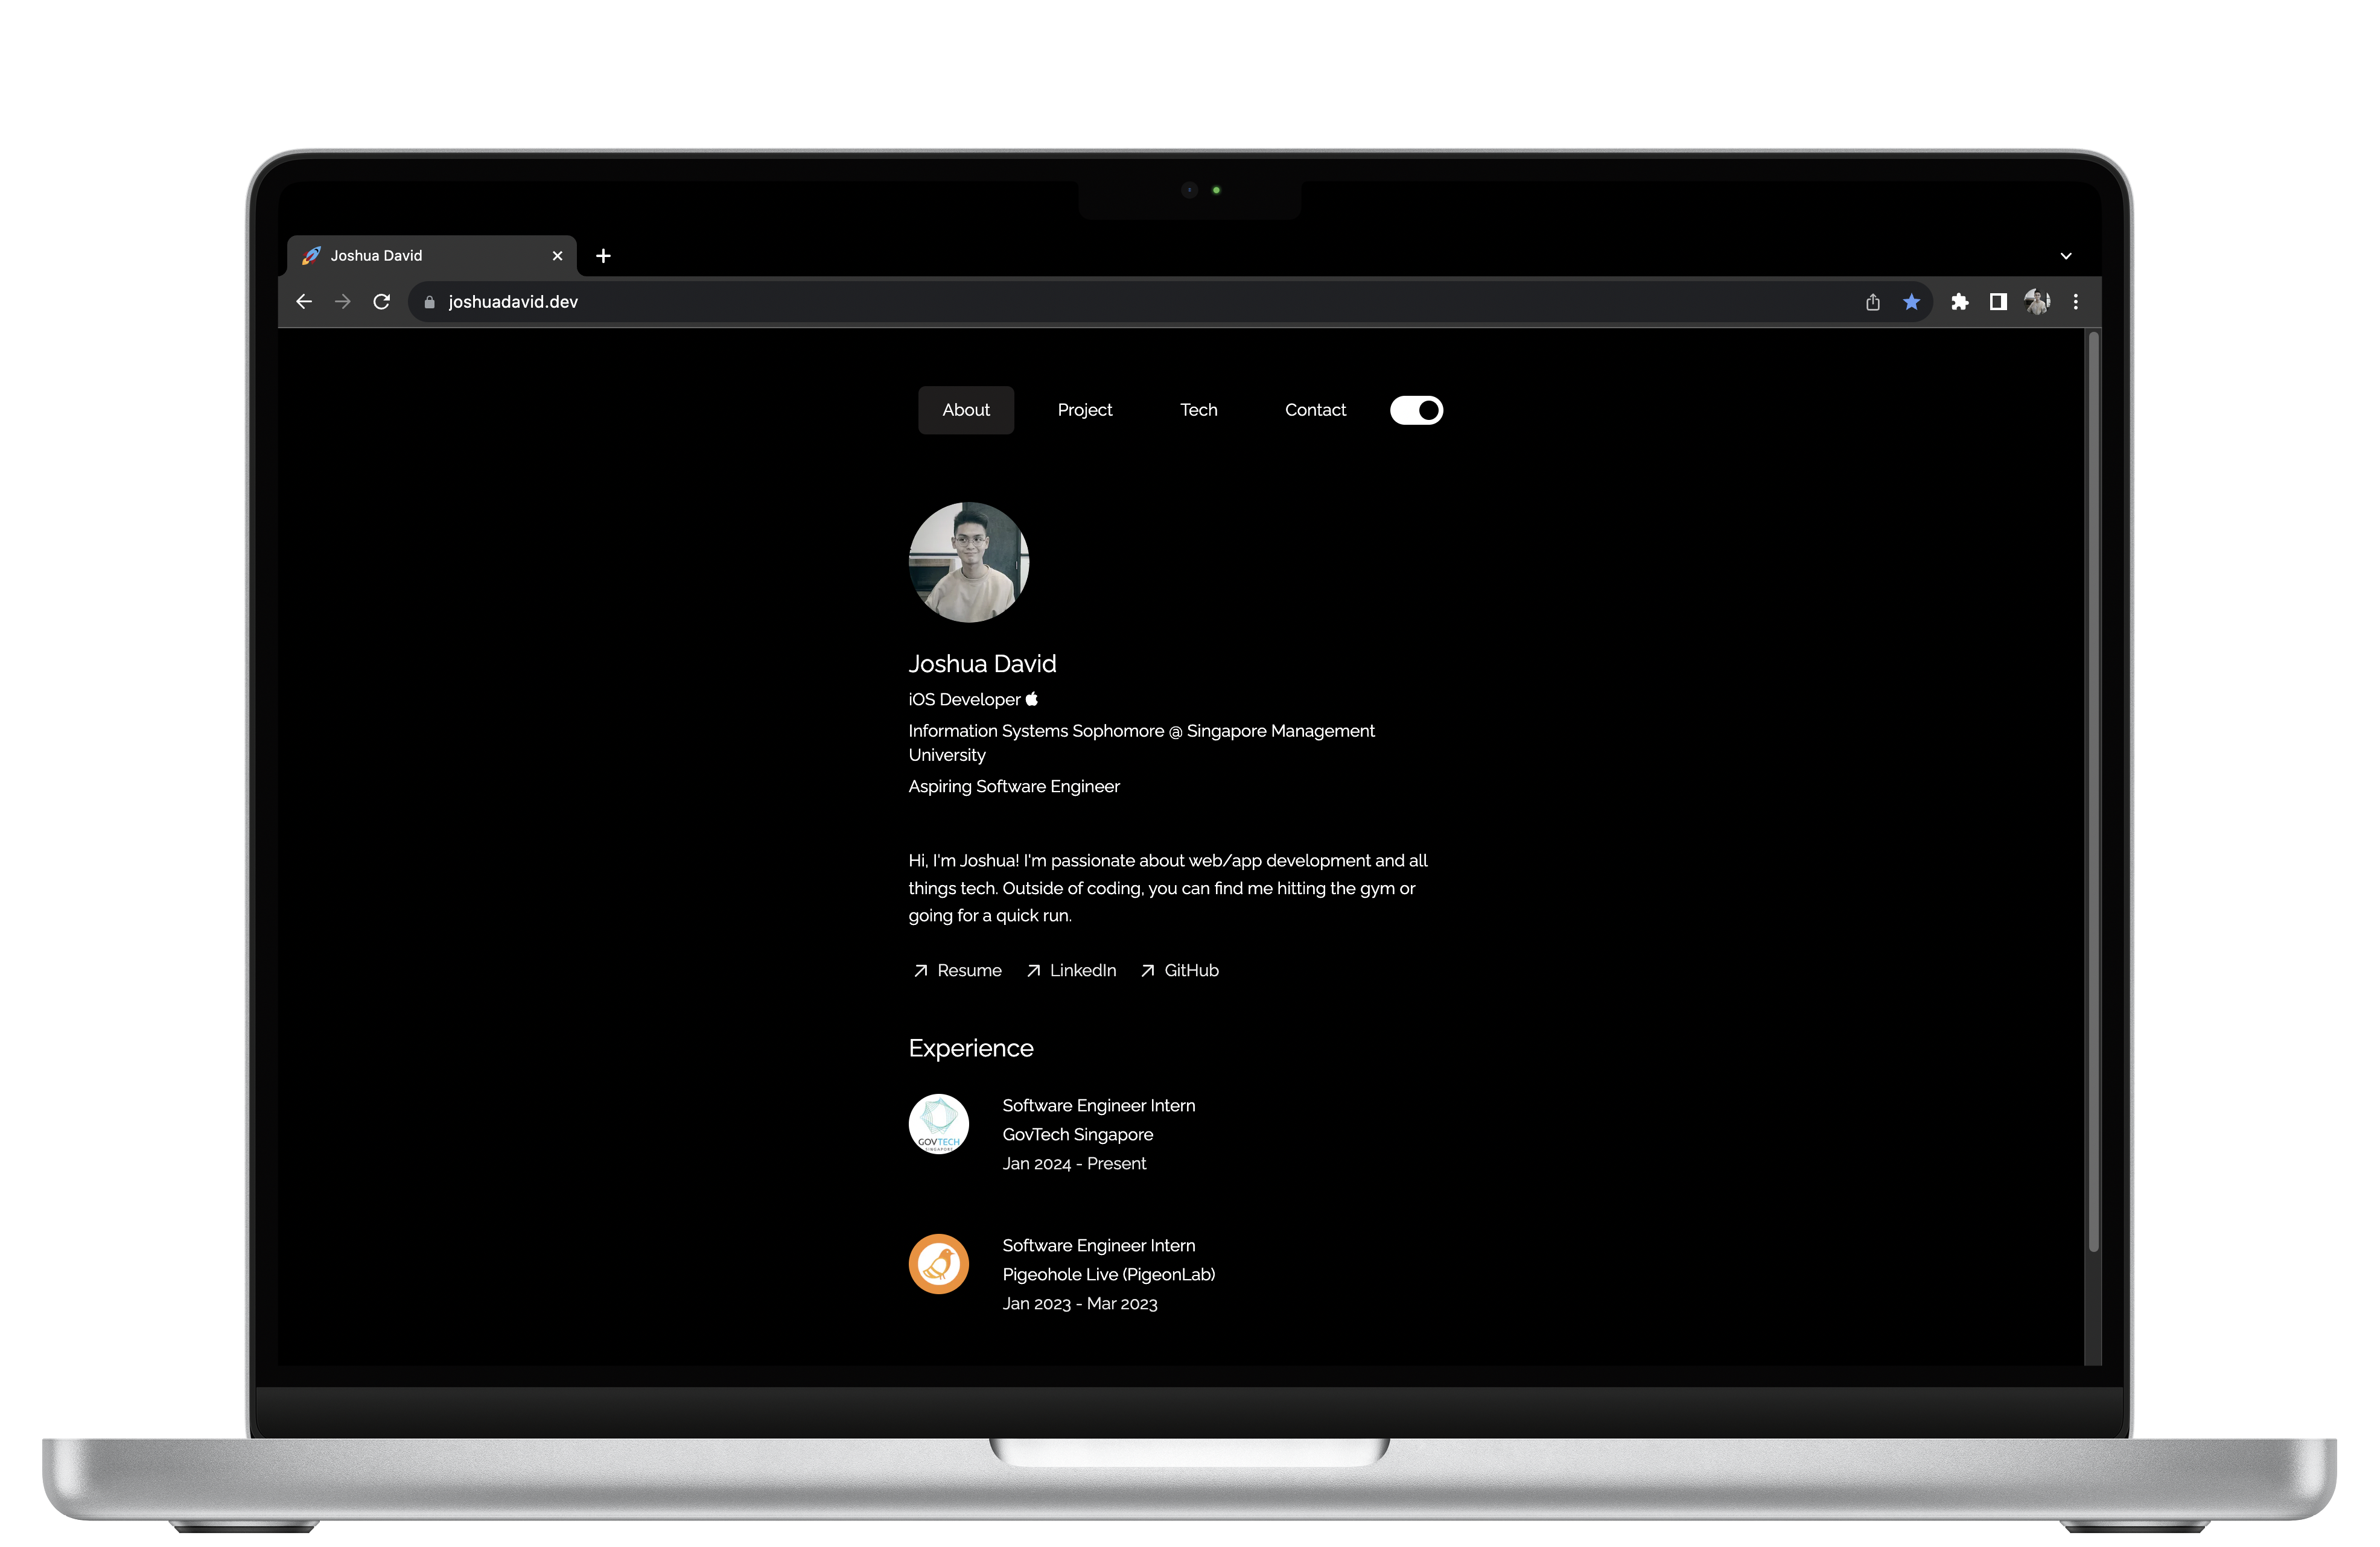 Joshua David
joshuadavid.dev
About Project Tech Contact
Joshua David
iOS Developer
Information Systems Sophomore @ Singapore Management
University
Aspiring Software Engineer
Hi, I'm Joshua! I'm passionate about web/app development and all
things tech. Outside of coding, you can find me hitting the gym or
going for a quick run.
Resume LinkedIn GitHub
Experience
Software Engineer Intern
GOVTECH
SINGAPORE
GovTech Singapore
Jan 2024 - Present
Software Engineer Intern
Pigeohole Live (PigeonLab)
Jan 2023 - Mar 2023